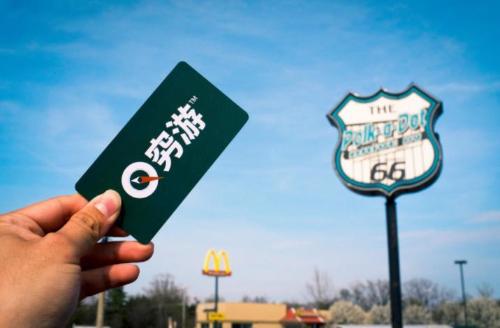 穷游™
THE
Polk-a-Dot
66